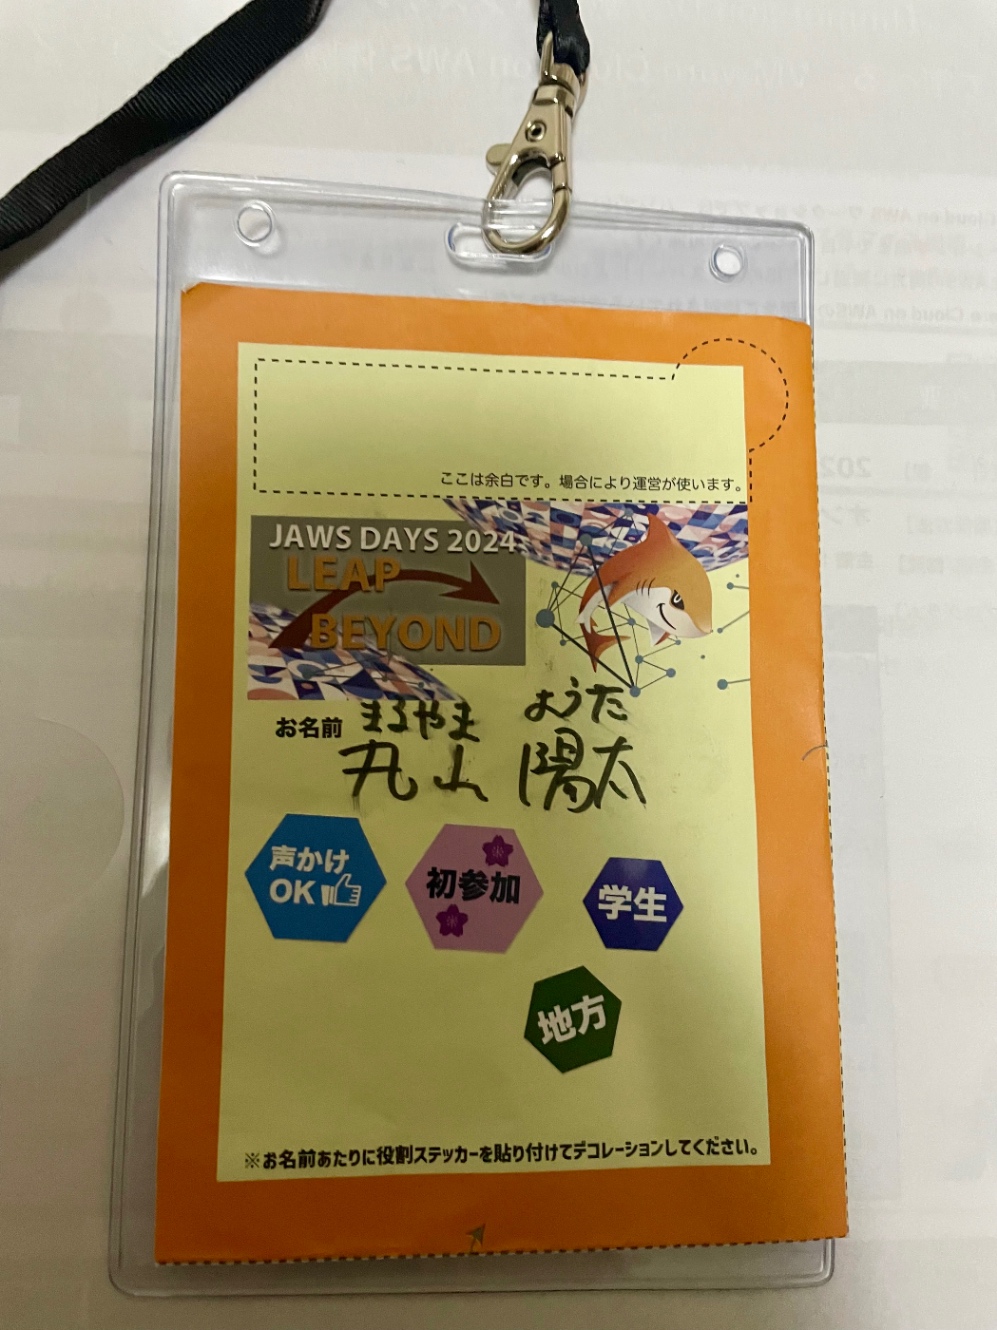 ここは余白です。場合により運営が使います。
JAWS DAYS 2024
LEAP
BEYOND
まるやま ようた
お名前
丸山 陽太
声かけ
OK
初参加
学生
地方
※お名前あたりに役割ステッカーを貼り付けてデコレーションしてください。